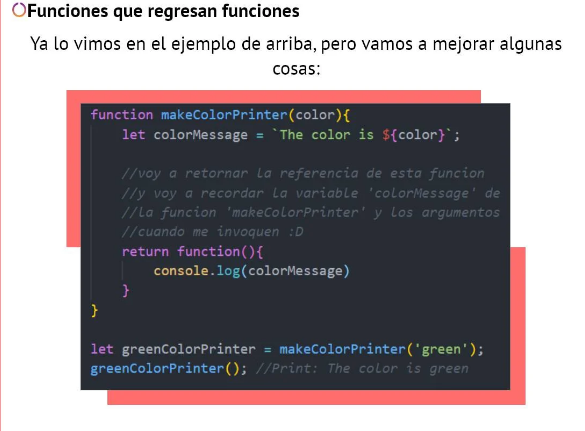 Funciones que regresan funciones
Ya lo vimos en el ejemplo de arriba, pero vamos a mejorar algunas
cosas:
function makeColorPrinter(color){
let colorMessage = `The color is ${color}`;
//voy a retornar la referencia de esta funcion
//y voy a recordar la variable 'colorMessage' de
//la funcion 'makeColorPrinter' y los argumentos
//cuando me invoquen :D
return function(){
console.log(colorMessage)
}
}
let greenColorPrinter = makeColorPrinter('green');
greenColorPrinter(); //Print: The color is green